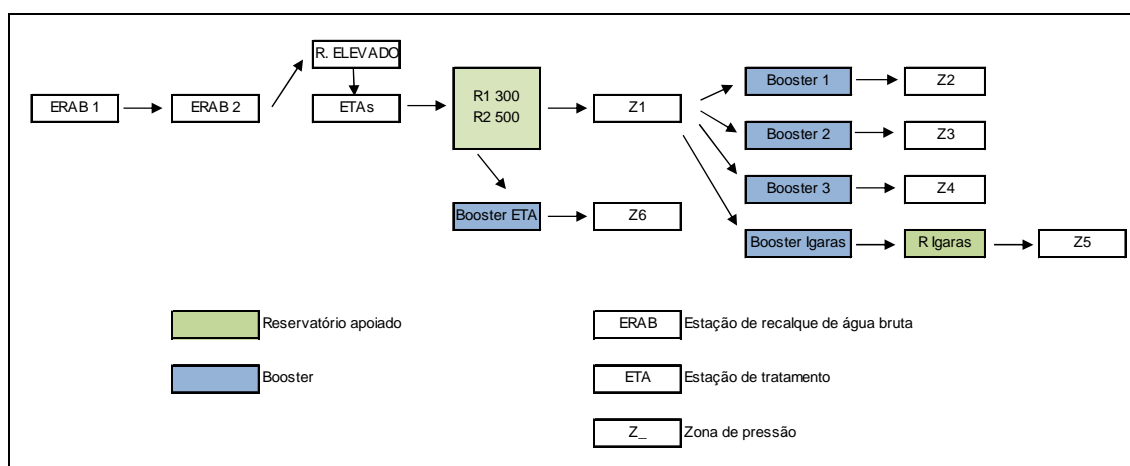 R. ELEVADO
ERAB 1
ERAB 2
ETAs
R1 300
R2 500
Z1
Booster 1
Z2
Booster 2
Z3
Booster 3
Z4
Booster ETA
Z6
Booster Igaras
R Igaras
Z5
Reservatório apoiado
ERAB
Estação de recalque de água bruta
Booster
ETA
Estação de tratamento
Z_
Zona de pressão